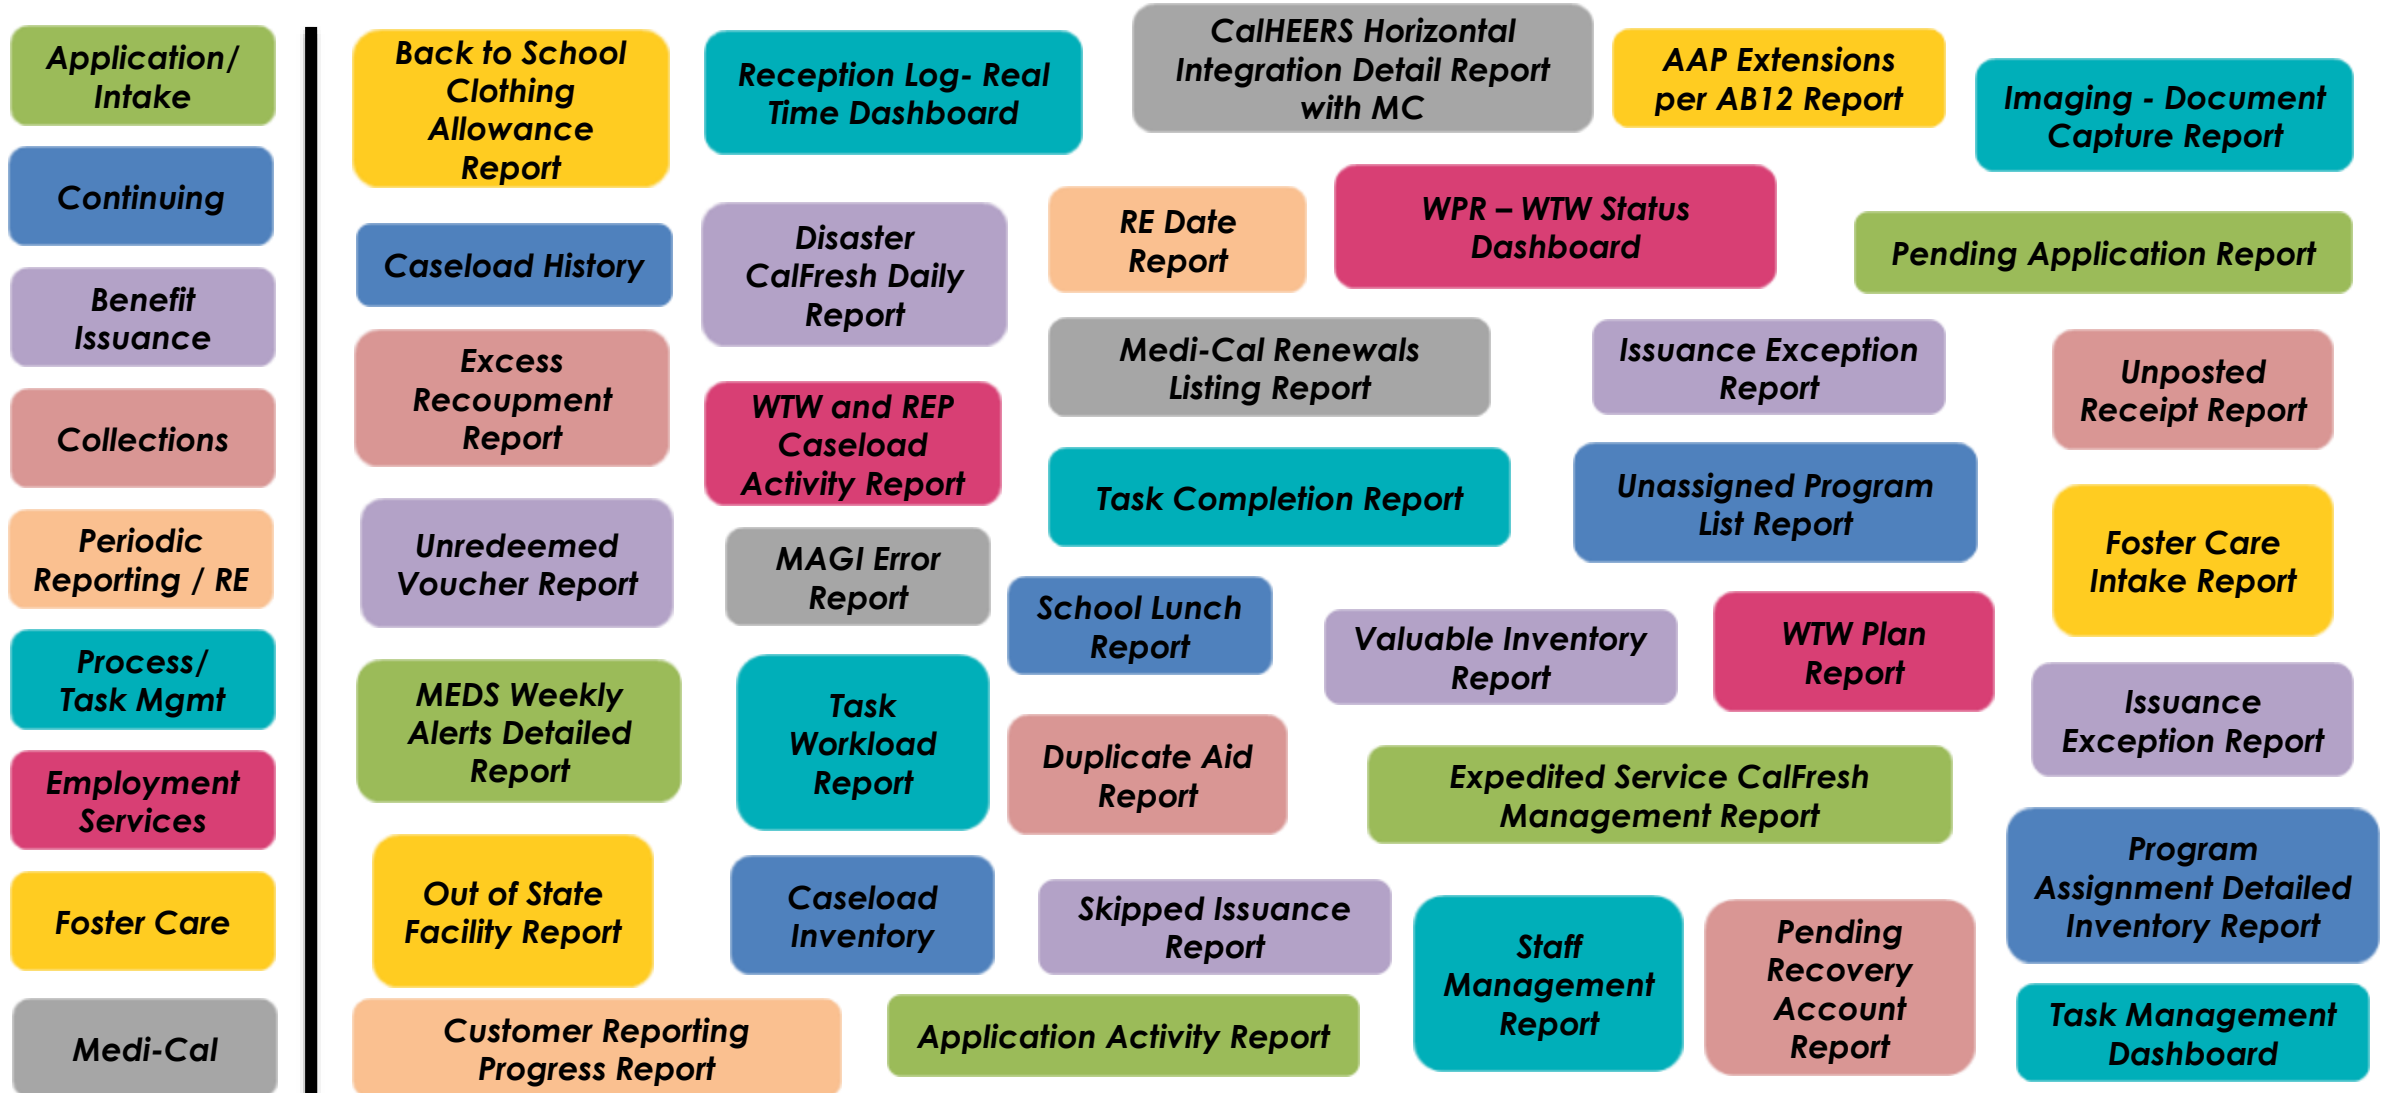 Application/
Intake
Continuing
Benefit
Issuance
Collections
Periodic
Reporting / RE
Process/
Task Mgmt
Employment
Services
Foster Care
Medi-Cal
Back to School
Clothing
Allowance
Report
Reception Log- Real
Time Dashboard
CalHEERS Horizontal
Integration Detail Report
with MC
AAP Extensions
per AB12 Report
Imaging - Document
Capture Report
Caseload History
Disaster
CalFresh Daily
Report
RE Date
Report
WPR – WTW Status
Dashboard
Pending Application Report
Excess
Recoupment
Report
WTW and REP
Caseload
Activity Report
Medi-Cal Renewals
Listing Report
Issuance Exception
Report
Unposted
Receipt Report
Task Completion Report
Unassigned Program
List Report
Foster Care
Intake Report
Unredeemed
Voucher Report
MAGI Error
Report
School Lunch
Report
Valuable Inventory
Report
WTW Plan
Report
Issuance
Exception Report
MEDS Weekly
Alerts Detailed
Report
Task
Workload
Report
Duplicate Aid
Report
Expedited Service CalFresh
Management Report
Program
Assignment Detailed
Inventory Report
Out of State
Facility Report
Caseload
Inventory
Skipped Issuance
Report
Staff
Management
Report
Pending
Recovery
Account
Report
Task Management
Dashboard
Customer Reporting
Progress Report
Application Activity Report